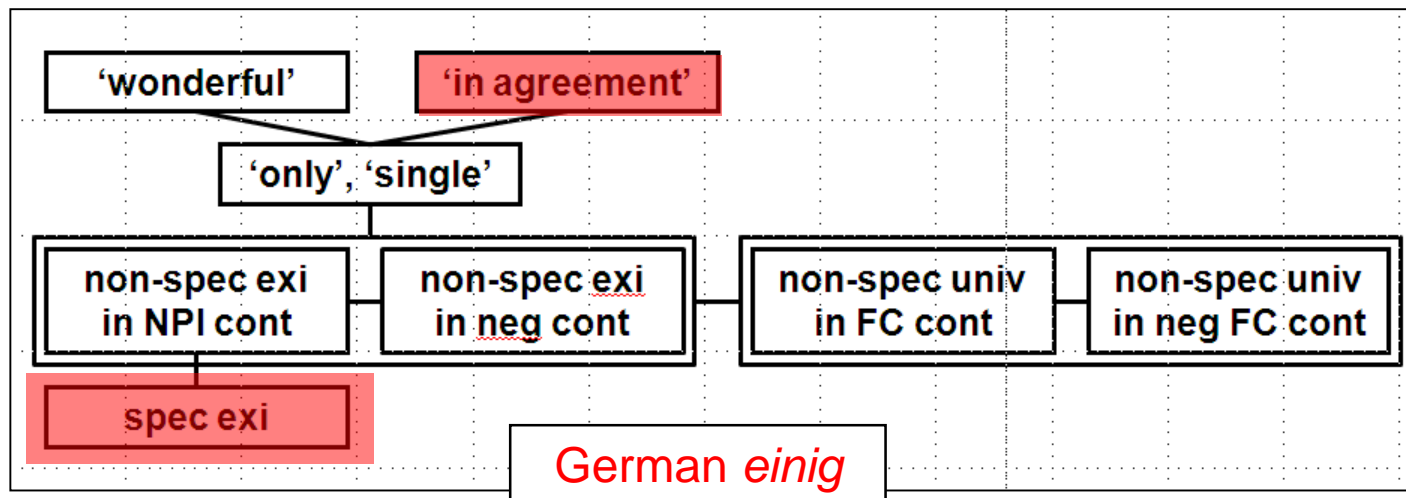 ‘wonderful’
‘in agreement’
‘only’, ‘single’
non-spec exi
in NPI cont
non-spec exi
in neg cont
non-spec univ
in FC cont
non-spec univ
in neg FC cont
spec exi
German einig